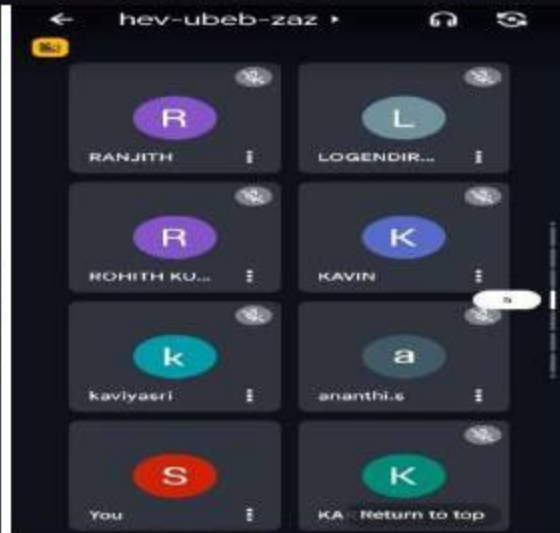 hev-ubeb-zaz
R L
RANJITH LOGENDIR...
R K
ROHITH KU... KAVIN
k a
kaviyasri ananthi.s
S K
You KA Return to top